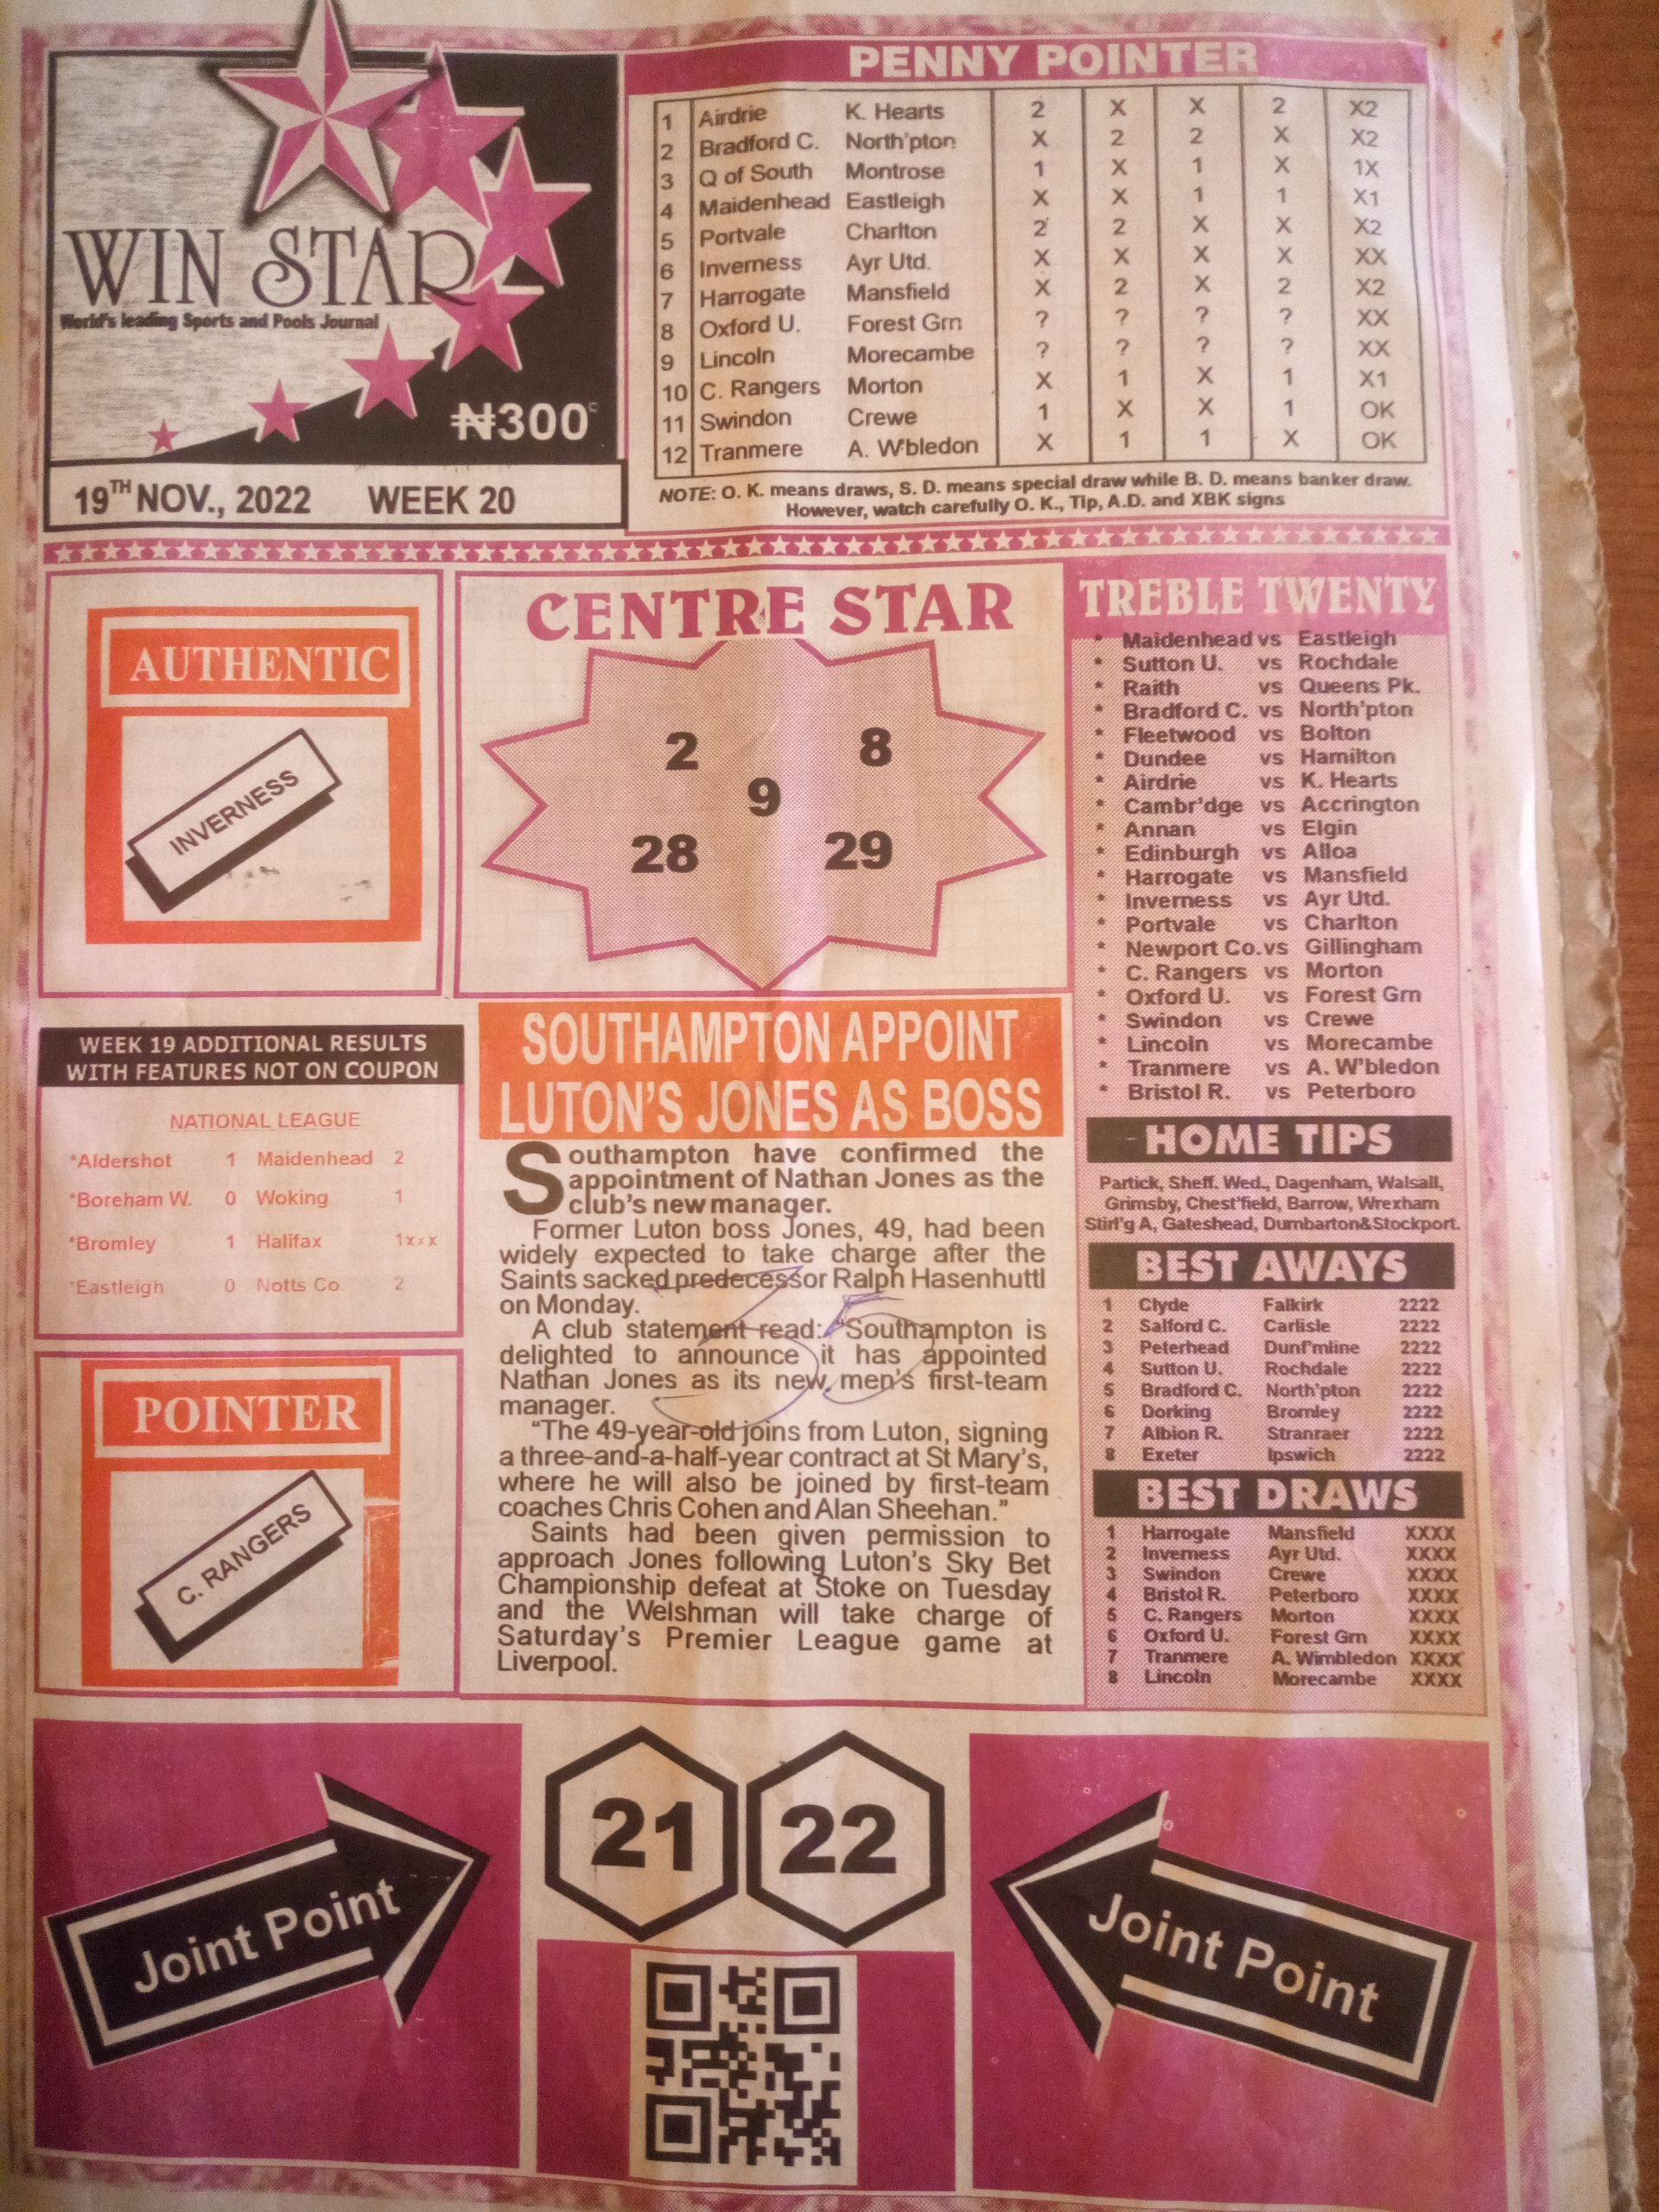 WIN STAR
World's leading Sports and Pools Journal
₦300
19TH NOV., 2022 WEEK 20
PENNY POINTER
1 Airdrie K. Hearts 2 X X 2 X2
2 Bradford C. North'pton X 2 2 X X2
3 Q of South Montrose 1 X 1 X 1X
4 Maidenhead Eastleigh X X 1 1 X1
5 Portvale Charlton 2 2 X X X2
6 Inverness Ayr Utd. X X X X XX
7 Harrogate Mansfield X 2 X 2 X2
8 Oxford U. Forest Grn ? ? ? ? XX
9 Lincoln Morecambe ? ? ? ? XX
10 C. Rangers Morton X 1 X 1 X1
11 Swindon Crewe 1 X X 1 OK
12 Tranmere A. W'bledon X 1 1 X OK
NOTE: O. K. means draws, S. D. means special draw while B. D. means banker draw.
However, watch carefully O. K., Tip, A.D. and XBK signs
AUTHENTIC
INVERNESS
CENTRE STAR
2 8
9
28 29
TREBLE TWENTY
* Maidenhead vs Eastleigh
* Sutton U. vs Rochdale
* Raith vs Queens Pk.
* Bradford C. vs North'pton
* Fleetwood vs Bolton
* Dundee vs Hamilton
* Airdrie vs K. Hearts
* Cambr'dge vs Accrington
* Annan vs Elgin
* Edinburgh vs Alloa
* Harrogate vs Mansfield
* Inverness vs Ayr Utd.
* Portvale vs Charlton
* Newport Co. vs Gillingham
* C. Rangers vs Morton
* Oxford U. vs Forest Grn
* Swindon vs Crewe
* Lincoln vs Morecambe
* Tranmere vs A. W'bledon
* Bristol R. vs Peterboro
WEEK 19 ADDITIONAL RESULTS
WITH FEATURES NOT ON COUPON
NATIONAL LEAGUE
*Aldershot 1 Maidenhead 2
*Boreham W. 0 Woking 1
*Bromley 1 Halifax 1xxx
*Eastleigh 0 Notts Co. 2
POINTER
C. RANGERS
SOUTHAMPTON APPOINT
LUTON'S JONES AS BOSS
Southampton have confirmed the
appointment of Nathan Jones as the
club's new manager.
Former Luton boss Jones, 49, had been
widely expected to take charge after the
Saints sacked predecessor Ralph Hasenhuttl
on Monday.
A club statement read: “Southampton is
delighted to announce it has appointed
Nathan Jones as its new, men's first-team
manager.
“The 49-year-old joins from Luton, signing
a three-and-a-half-year contract at St Mary's,
where he will also be joined by first-team
coaches Chris Cohen and Alan Sheehan.”
Saints had been given permission to
approach Jones following Luton's Sky Bet
Championship defeat at Stoke on Tuesday
and the Welshman will take charge of
Saturday's Premier League game at
Liverpool.
HOME TIPS
Partick, Sheff. Wed., Dagenham, Walsall,
Grimsby, Chest'field, Barrow, Wrexham
Stirl'g A, Gateshead, Dumbarton&Stockport.
BEST AWAYS
1 Clyde Falkirk 2222
2 Salford C. Carlisle 2222
3 Peterhead Dunf'mline 2222
4 Sutton U. Rochdale 2222
5 Bradford C. North'pton 2222
6 Dorking Bromley 2222
7 Albion R. Stranraer 2222
8 Exeter Ipswich 2222
BEST DRAWS
1 Harrogate Mansfield XXXX
2 Inverness Ayr Utd. XXXX
3 Swindon Crewe XXXX
4 Bristol R. Peterboro XXXX
5 C. Rangers Morton XXXX
6 Oxford U. Forest Grn XXXX
7 Tranmere A. Wimbledon XXXX
8 Lincoln Morecambe XXXX
Joint Point
21 22
Joint Point